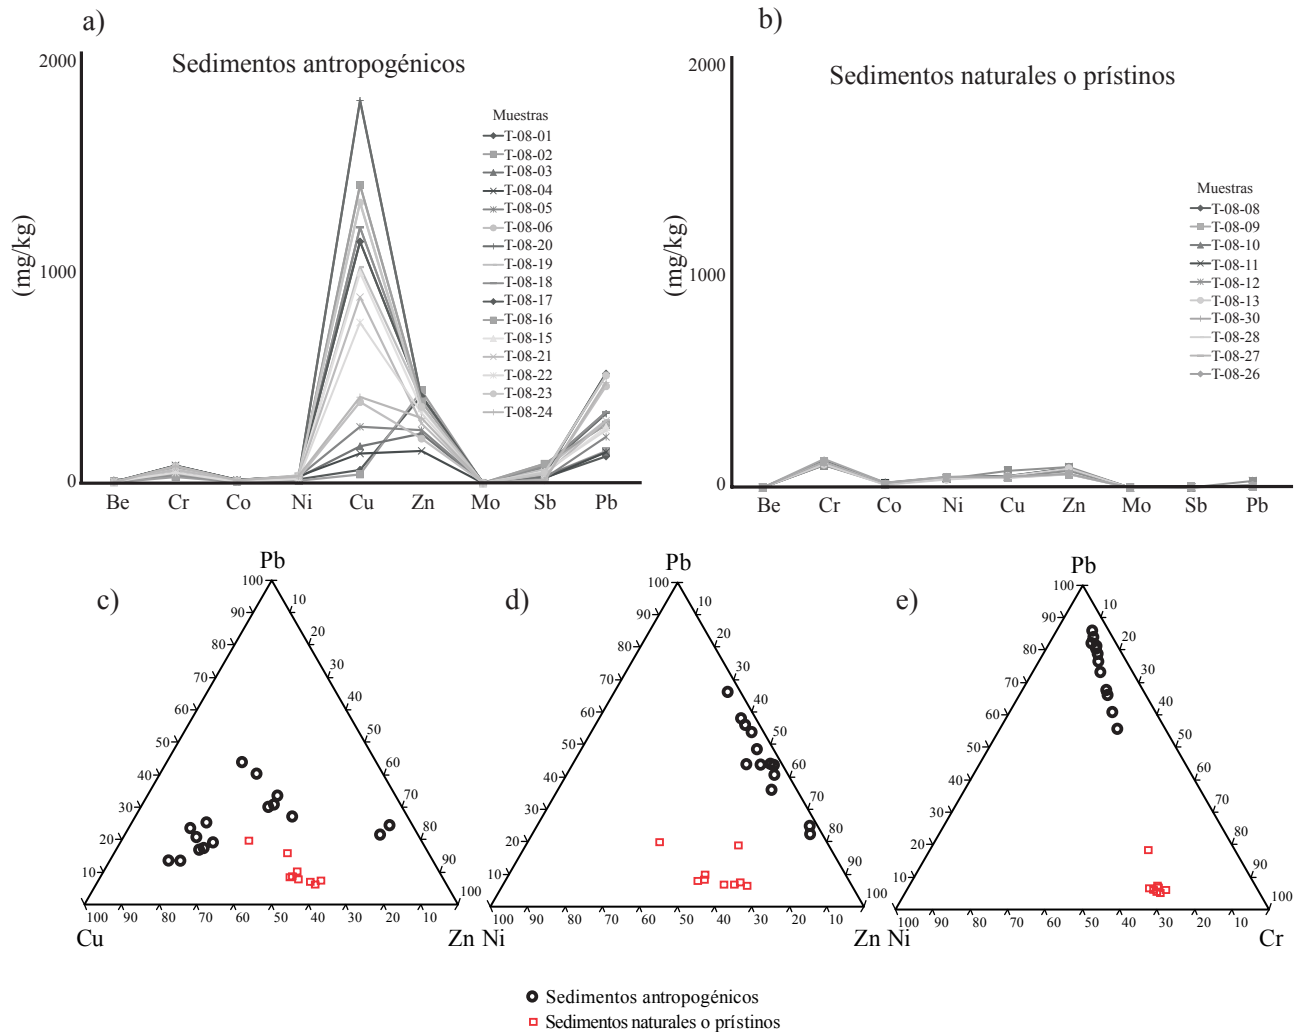 a)
Sedimentos antropogénicos
2000
1000
0
(mg/kg)
Muestras
T-08-01
T-08-02
T-08-03
T-08-04
T-08-05
T-08-06
T-08-20
T-08-19
T-08-18
T-08-17
T-08-16
T-08-15
T-08-21
T-08-22
T-08-23
T-08-24
Be Cr Co Ni Cu Zn Mo Sb Pb
b)
Sedimentos naturales o prístinos
2000
1000
0
(mg/kg)
Muestras
T-08-08
T-08-09
T-08-10
T-08-11
T-08-12
T-08-13
T-08-30
T-08-28
T-08-27
T-08-26
Be Cr Co Ni Cu Zn Mo Sb Pb
c)
Pb
100
90
80
70
60
50
40
30
20
10
10
20
30
40
50
60
70
80
90
100
100 90 80 70 60 50 40 30 20 10
Cu Zn
d)
Pb
100
90
80
70
60
50
40
30
20
10
10
20
30
40
50
60
70
80
90
100
100 90 80 70 60 50 40 30 20 10
Ni Zn
e)
Pb
100
90
80
70
60
50
40
30
20
10
10
20
30
40
50
60
70
80
90
100
100 90 80 70 60 50 40 30 20 10
Ni Cr
Sedimentos antropogénicos
Sedimentos naturales o prístinos